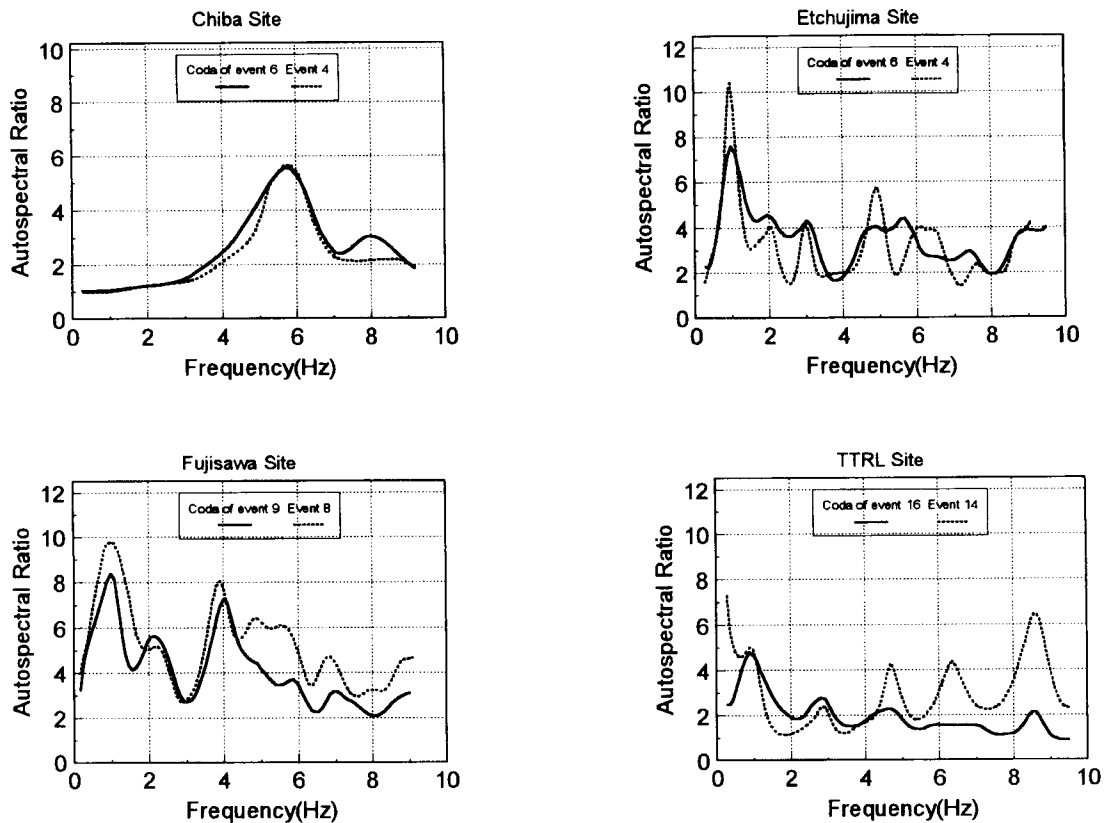 Chiba Site
Coda of event 6 Event 4
10
8
6
4
2
0
Autospectral Ratio
0 2 4 6 8 10
Frequency(Hz)
Etchujima Site
Coda of event 6 Event 4
12
10
8
6
4
2
0
Autospectral Ratio
0 2 4 6 8 10
Frequency(Hz)
Fujisawa Site
Coda of event 9 Event 8
12
10
8
6
4
2
0
Autospectral Ratio
0 2 4 6 8 10
Frequency(Hz)
TTRL Site
Coda of event 16 Event 14
12
10
8
6
4
2
0
Autospectral Ratio
0 2 4 6 8 10
Frequency(Hz)